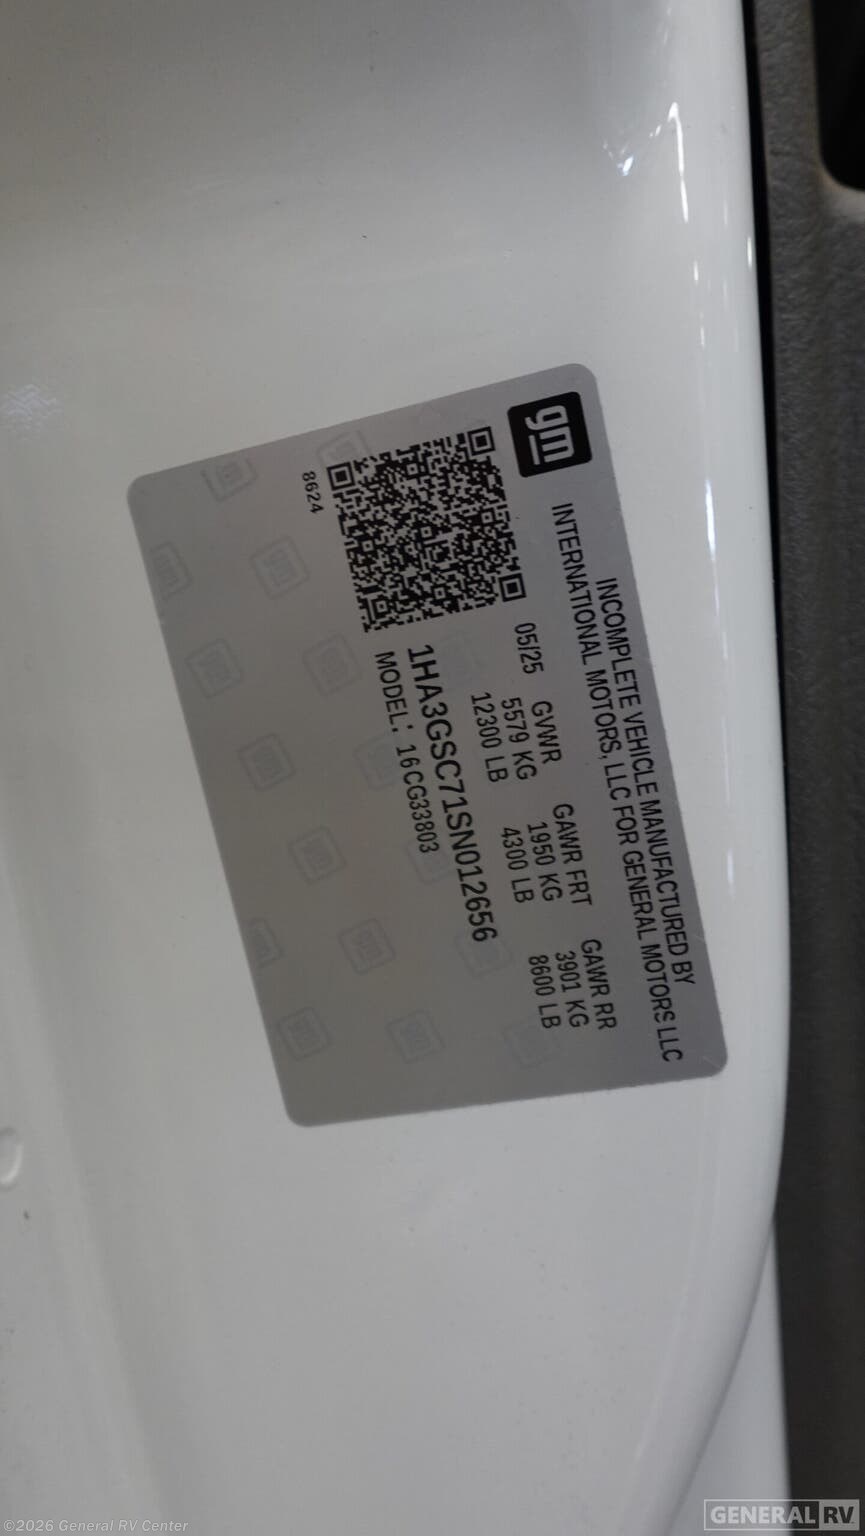 gm
INCOMPLETE VEHICLE MANUFACTURED BY
INTERNATIONAL MOTORS, LLC FOR GENERAL MOTORS LLC
05/25 GVWR GAWR FRT GAWR RR
5579 KG 1950 KG 3901 KG
12300 LB 4300 LB 8600 LB
1HA3GSC71SN012656
MODEL: 16CG33803
8624
©2026 General RV Center
GENERAL RV